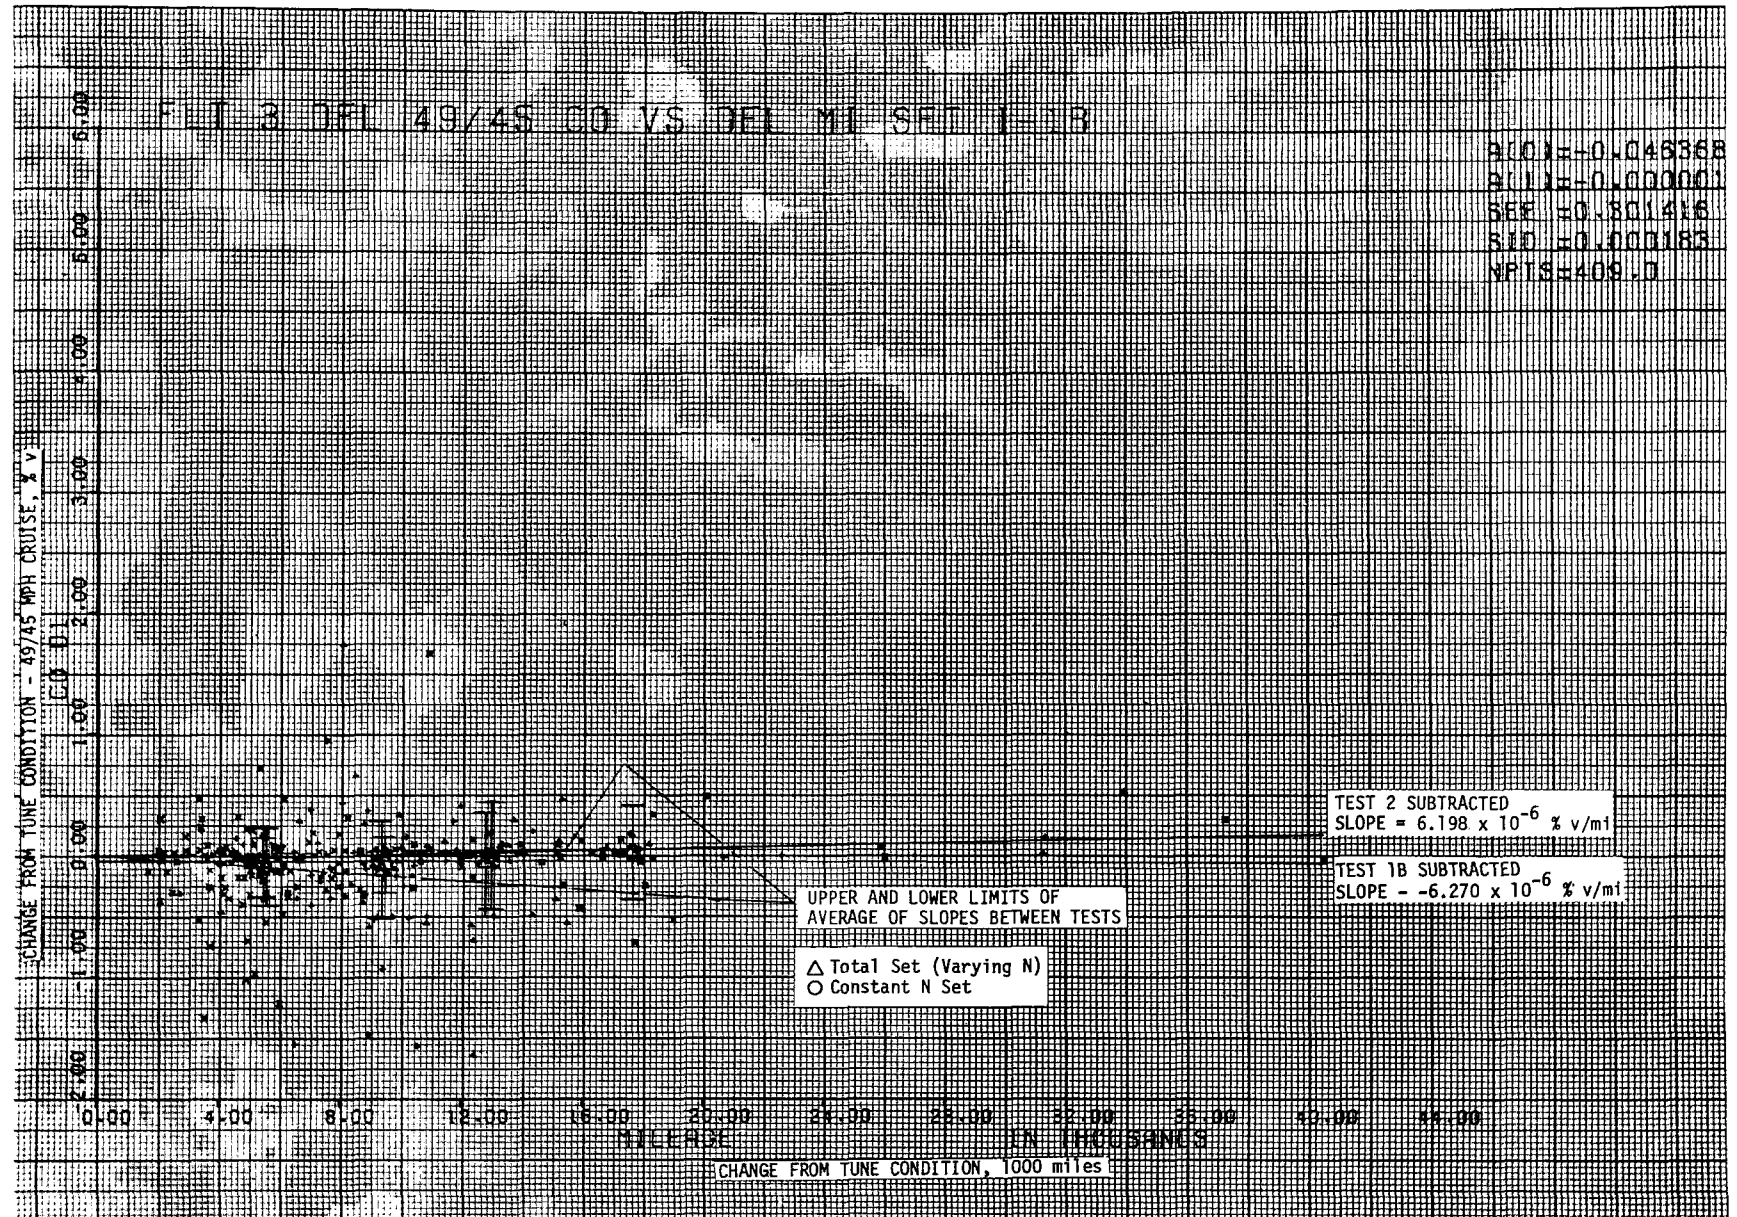 FLT 3 DEL 49/45 CO VS DEL MI SET 1-1B
A(0)=-0.046368
A(1)=-0.000001
SEE =0.301416
SID =0.000183
NPTS=409.0
6.00
5.00
4.00
3.00
2.00
1.00
0.00
-1.00
-2.00
CHANGE FROM TUNE CONDITION - 49/45 MPH CRUISE, % v
CO D1
TEST 2 SUBTRACTED
SLOPE = 6.198 x 10-6 % v/mi
TEST 1B SUBTRACTED
SLOPE - -6.270 x 10-6 % v/mi
UPPER AND LOWER LIMITS OF
AVERAGE OF SLOPES BETWEEN TESTS
△ Total Set (Varying N)
○ Constant N Set
0.00 4.00 8.00 12.00 16.00 20.00 24.00 28.00 32.00 36.00 40.00 44.00
MILEAGE IN THOUSANDS
CHANGE FROM TUNE CONDITION, 1000 miles